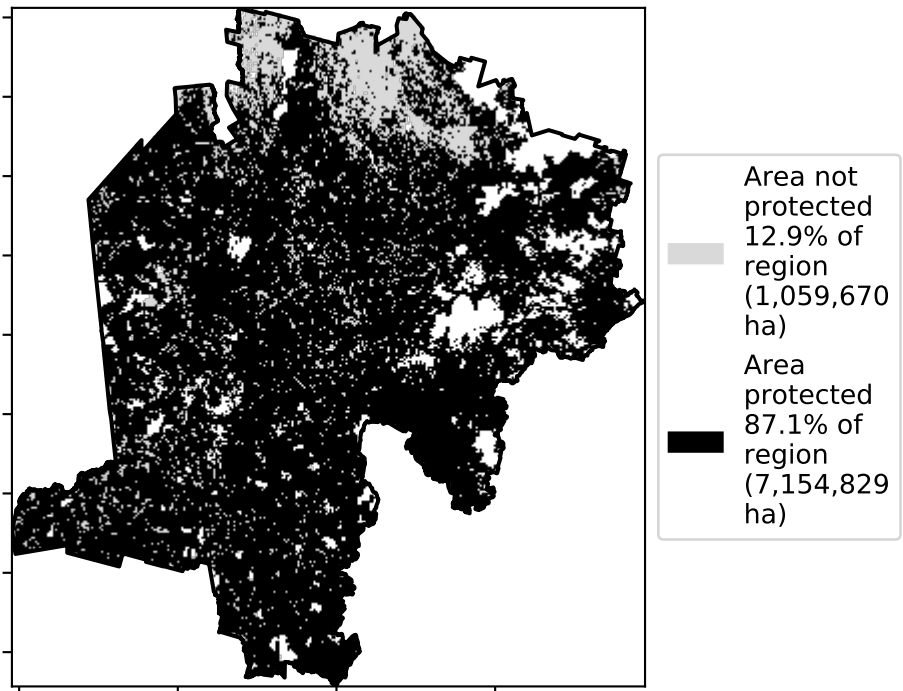 Area not
protected
12.9% of
region
(1,059,670
ha)
Area
protected
87.1% of
region
(7,154,829
ha)